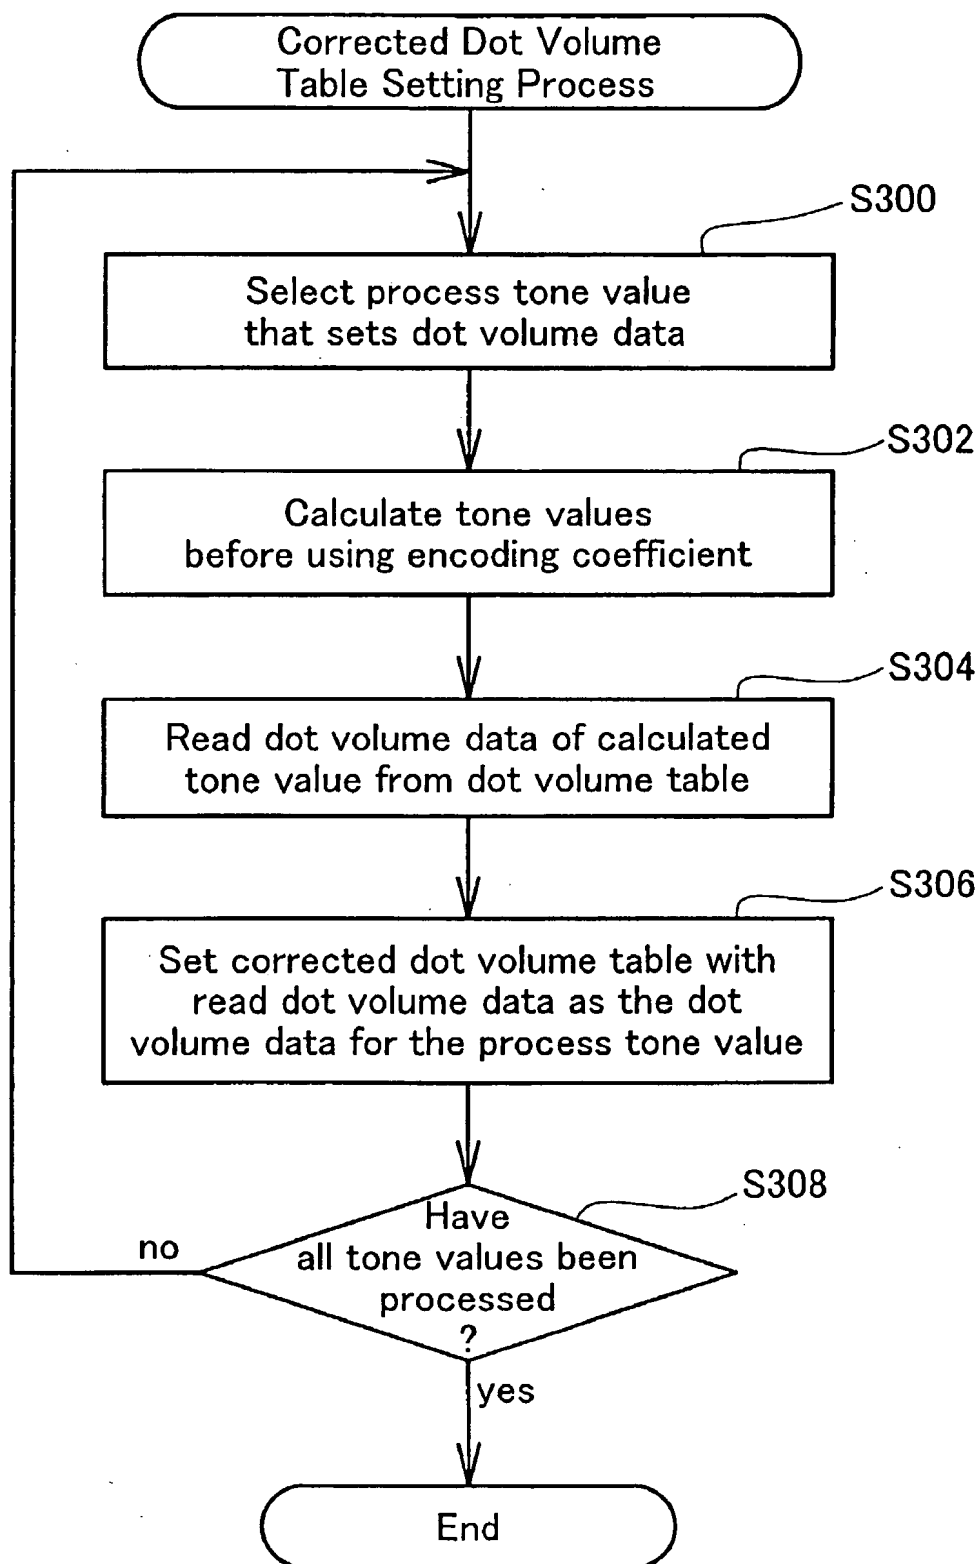 Corrected Dot Volume
Table Setting Process
S300
Select process tone value
that sets dot volume data
S302
Calculate tone values
before using encoding coefficient
S304
Read dot volume data of calculated
tone value from dot volume table
S306
Set corrected dot volume table with
read dot volume data as the dot
volume data for the process tone value
S308
Have
all tone values been
processed
?
no
yes
End